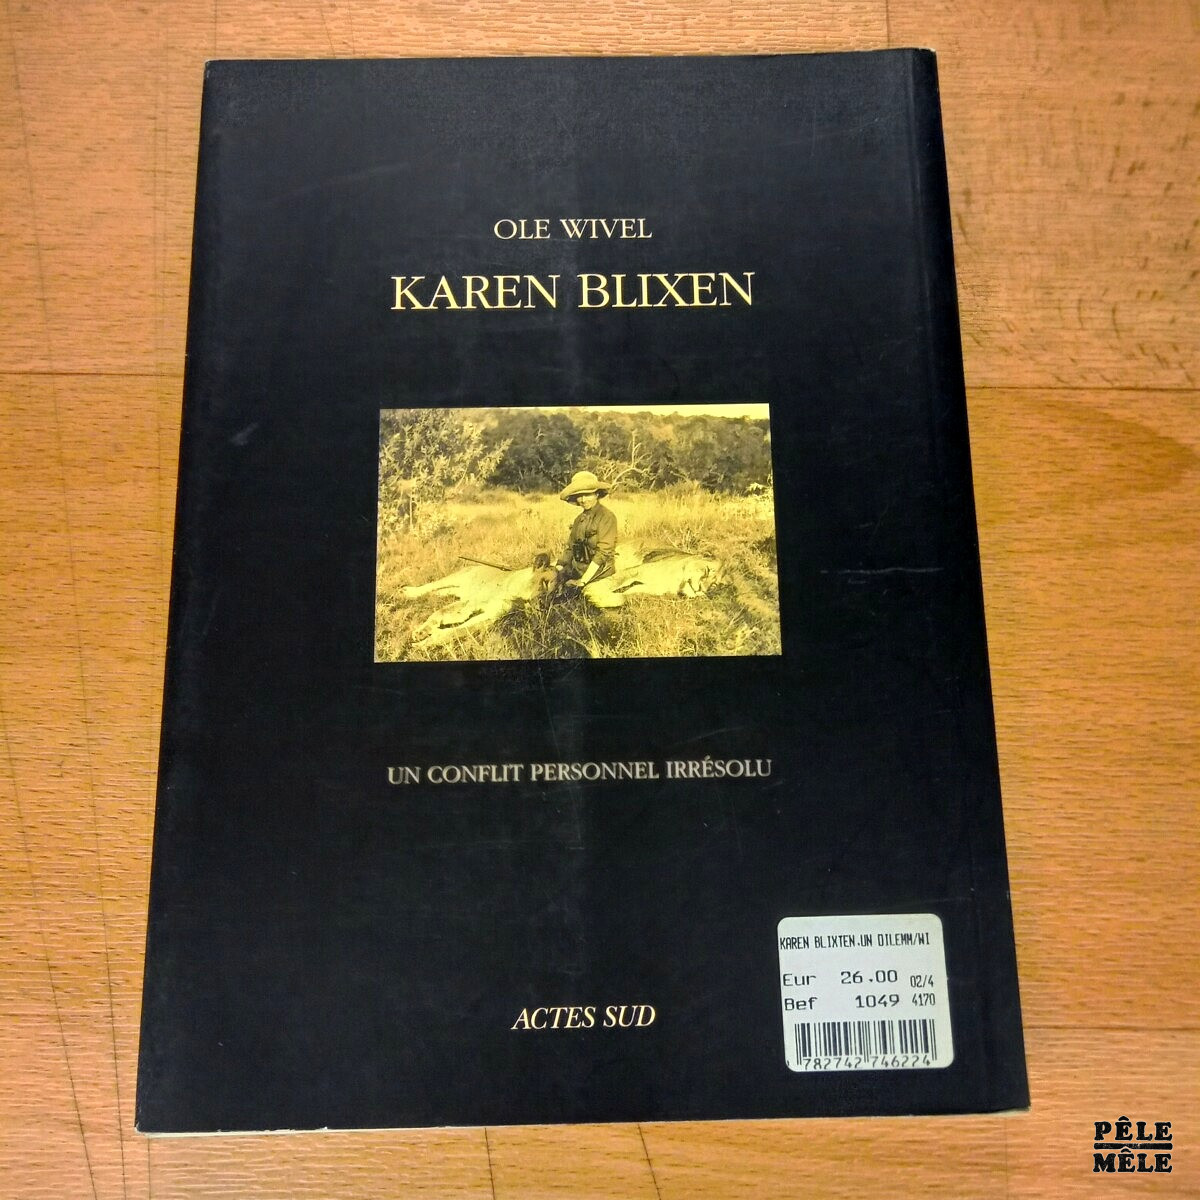 OLE WIVEL
KAREN BLIXEN
UN CONFLIT PERSONNEL IRRÉSOLU
ACTES SUD
KAREN BLIXTEN.UN DILEMM/WI
Eur 26.00 02/4
Bef 1049 4170
782742 746224
PÊLE
MÊLE